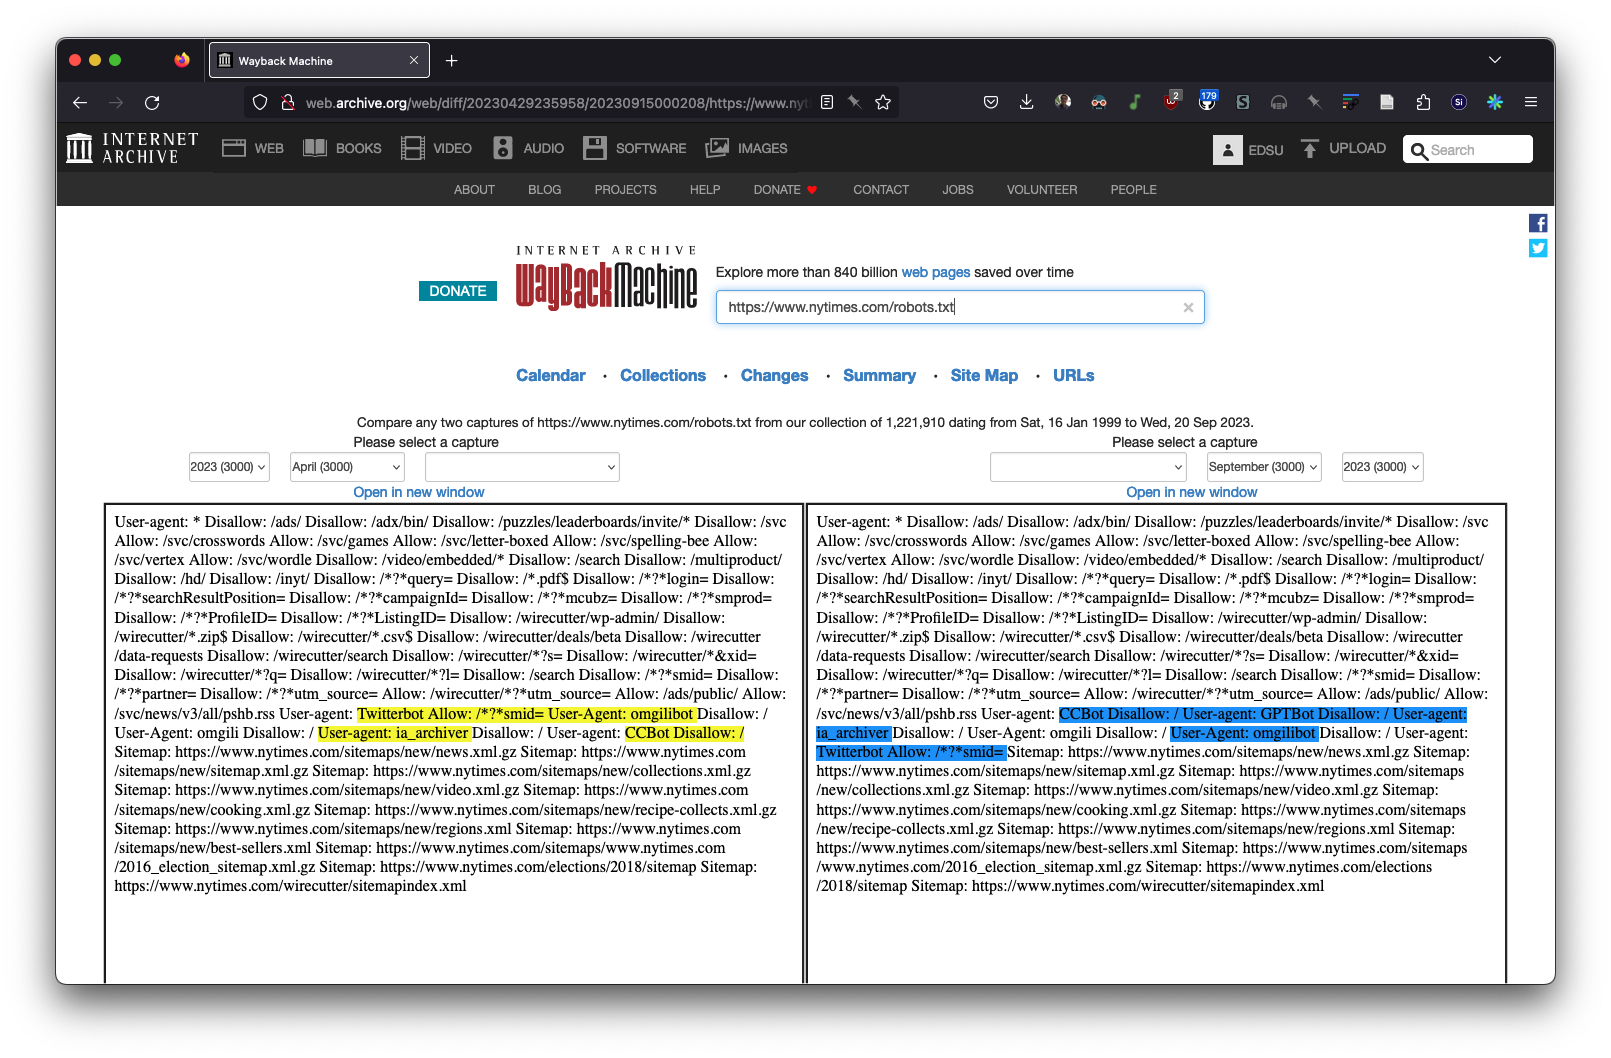 Wayback Machine
web.archive.org/web/diff/20230429235958/20230915000208/https://www.nyt
2
179
Si
INTERNET ARCHIVE
WEB
BOOKS
VIDEO
AUDIO
SOFTWARE
IMAGES
EDSU
UPLOAD
Search
ABOUT
BLOG
PROJECTS
HELP
DONATE
CONTACT
JOBS
VOLUNTEER
PEOPLE
DONATE
INTERNET ARCHIVE
WayBackMachine
Explore more than 840 billion web pages saved over time
https://www.nytimes.com/robots.txt
Calendar · Collections · Changes · Summary · Site Map · URLs
Compare any two captures of https://www.nytimes.com/robots.txt from our collection of 1,221,910 dating from Sat, 16 Jan 1999 to Wed, 20 Sep 2023.
Please select a capture
2023 (3000)
April (3000)
Open in new window
Please select a capture
September (3000)
2023 (3000)
Open in new window
User-agent: * Disallow: /ads/ Disallow: /adx/bin/ Disallow: /puzzles/leaderboards/invite/* Disallow: /svc
Allow: /svc/crosswords Allow: /svc/games Allow: /svc/letter-boxed Allow: /svc/spelling-bee Allow:
/svc/vertex Allow: /svc/wordle Disallow: /video/embedded/* Disallow: /search Disallow: /multiproduct/
Disallow: /hd/ Disallow: /inyt/ Disallow: /*?*query= Disallow: /*.pdf$ Disallow: /*?*login= Disallow:
/*?*searchResultPosition= Disallow: /*?*campaignId= Disallow: /*?*mcubz= Disallow: /*?*smprod=
Disallow: /*?*ProfileID= Disallow: /*?*ListingID= Disallow: /wirecutter/wp-admin/ Disallow:
/wirecutter/*.zip$ Disallow: /wirecutter/*.csv$ Disallow: /wirecutter/deals/beta Disallow: /wirecutter
/data-requests Disallow: /wirecutter/search Disallow: /wirecutter/*?s= Disallow: /wirecutter/*&xid=
Disallow: /wirecutter/*?q= Disallow: /wirecutter/*?l= Disallow: /search Disallow: /*?*smid= Disallow:
/*?*partner= Disallow: /*?*utm_source= Allow: /wirecutter/*?*utm_source= Allow: /ads/public/ Allow:
/svc/news/v3/all/pshb.rss User-agent: Twitterbot Allow: /*?*smid= User-Agent: omgilibot Disallow: /
User-Agent: omgili Disallow: / User-agent: ia_archiver Disallow: / User-agent: CCBot Disallow: /
Sitemap: https://www.nytimes.com/sitemaps/new/news.xml.gz Sitemap: https://www.nytimes.com
/sitemaps/new/sitemap.xml.gz Sitemap: https://www.nytimes.com/sitemaps/new/collections.xml.gz
Sitemap: https://www.nytimes.com/sitemaps/new/video.xml.gz Sitemap: https://www.nytimes.com
/sitemaps/new/cooking.xml.gz Sitemap: https://www.nytimes.com/sitemaps/new/recipe-collects.xml.gz
Sitemap: https://www.nytimes.com/sitemaps/new/regions.xml Sitemap: https://www.nytimes.com
/sitemaps/new/best-sellers.xml Sitemap: https://www.nytimes.com/sitemaps/www.nytimes.com
/2016_election_sitemap.xml.gz Sitemap: https://www.nytimes.com/elections/2018/sitemap Sitemap:
https://www.nytimes.com/wirecutter/sitemapindex.xml
User-agent: * Disallow: /ads/ Disallow: /adx/bin/ Disallow: /puzzles/leaderboards/invite/* Disallow: /svc
Allow: /svc/crosswords Allow: /svc/games Allow: /svc/letter-boxed Allow: /svc/spelling-bee Allow:
/svc/vertex Allow: /svc/wordle Disallow: /video/embedded/* Disallow: /search Disallow: /multiproduct/
Disallow: /hd/ Disallow: /inyt/ Disallow: /*?*query= Disallow: /*.pdf$ Disallow: /*?*login= Disallow:
/*?*searchResultPosition= Disallow: /*?*campaignId= Disallow: /*?*mcubz= Disallow: /*?*smprod=
Disallow: /*?*ProfileID= Disallow: /*?*ListingID= Disallow: /wirecutter/wp-admin/ Disallow:
/wirecutter/*.zip$ Disallow: /wirecutter/*.csv$ Disallow: /wirecutter/deals/beta Disallow: /wirecutter
/data-requests Disallow: /wirecutter/search Disallow: /wirecutter/*?s= Disallow: /wirecutter/*&xid=
Disallow: /wirecutter/*?q= Disallow: /wirecutter/*?l= Disallow: /search Disallow: /*?*smid= Disallow:
/*?*partner= Disallow: /*?*utm_source= Allow: /wirecutter/*?*utm_source= Allow: /ads/public/ Allow:
/svc/news/v3/all/pshb.rss User-agent: CCBot Disallow: / User-agent: GPTBot Disallow: / User-agent:
ia_archiver Disallow: / User-Agent: omgili Disallow: / User-Agent: omgilibot Disallow: / User-agent:
Twitterbot Allow: /*?*smid= Sitemap: https://www.nytimes.com/sitemaps/new/news.xml.gz Sitemap:
https://www.nytimes.com/sitemaps/new/sitemap.xml.gz Sitemap: https://www.nytimes.com/sitemaps
/new/collections.xml.gz Sitemap: https://www.nytimes.com/sitemaps/new/video.xml.gz Sitemap:
https://www.nytimes.com/sitemaps/new/cooking.xml.gz Sitemap: https://www.nytimes.com/sitemaps
/new/recipe-collects.xml.gz Sitemap: https://www.nytimes.com/sitemaps/new/regions.xml Sitemap:
https://www.nytimes.com/sitemaps/new/best-sellers.xml Sitemap: https://www.nytimes.com/sitemaps
/www.nytimes.com/2016_election_sitemap.xml.gz Sitemap: https://www.nytimes.com/elections
/2018/sitemap Sitemap: https://www.nytimes.com/wirecutter/sitemapindex.xml